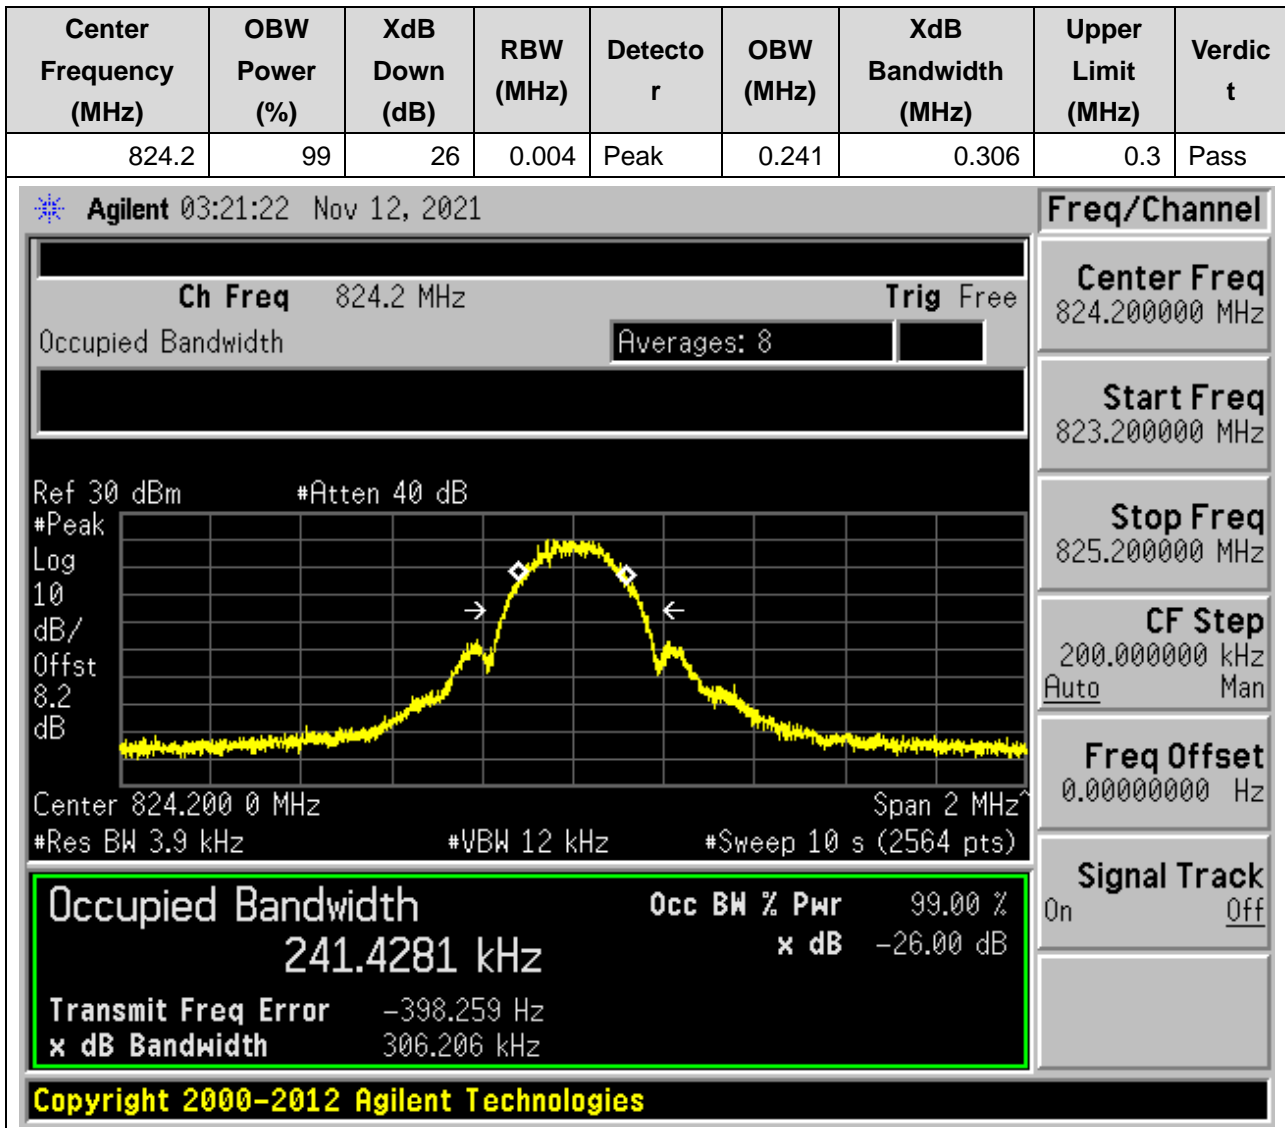 Center Frequency (MHz) OBW Power (%) XdB Down (dB) RBW (MHz) Detecto r OBW (MHz) XdB Bandwidth (MHz) Upper Limit (MHz) Verdic t
824.2 99 26 0.004 Peak 0.241 0.306 0.3 Pass
Agilent 03:21:22 Nov 12, 2021
Freq/Channel
Ch Freq 824.2 MHz Trig Free
Occupied Bandwidth Averages: 8
Center Freq
824.200000 MHz
Start Freq
823.200000 MHz
Stop Freq
825.200000 MHz
CF Step
200.000000 kHz
Auto Man
Freq Offset
0.00000000 Hz
Signal Track
On Off
Ref 30 dBm #Atten 40 dB
#Peak
Log
10
dB/
Offst
8.2
dB
Center 824.200 0 MHz Span 2 MHz^
#Res BW 3.9 kHz #VBW 12 kHz #Sweep 10 s (2564 pts)
Occupied Bandwidth Occ BW % Pwr 99.00 %
241.4281 kHz x dB -26.00 dB
Transmit Freq Error -398.259 Hz
x dB Bandwidth 306.206 kHz
Copyright 2000-2012 Agilent Technologies